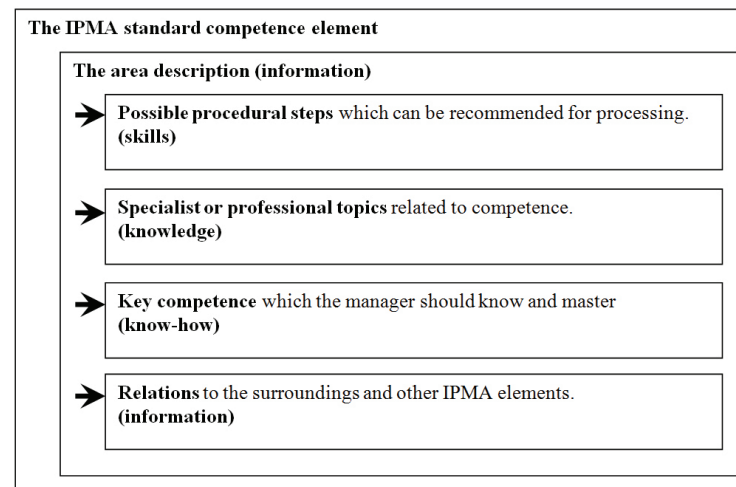 The IPMA standard competence element
The area description (information)
Possible procedural steps which can be recommended for processing.
(skills)
Specialist or professional topics related to competence.
(knowledge)
Key competence which the manager should know and master
(know-how)
Relations to the surroundings and other IPMA elements.
(information)